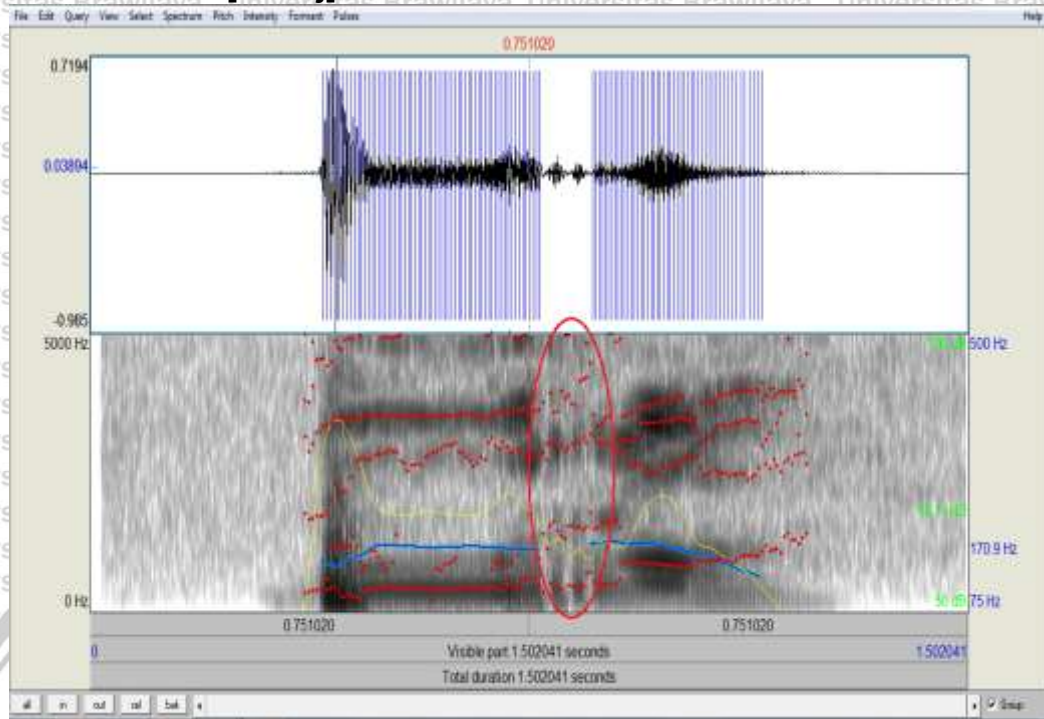 File Edit Query View Select Spectrum Pitch Intensity Formant Pulses Help
0.751020
0.7194
0.03894
-0.985
5000 Hz
500 Hz
170.9 Hz
0 Hz
50 dB 75 Hz
0.751020 0.751020
0 Visible part 1.502041 seconds 1.502041
Total duration 1.502041 seconds
all in out sel bak Group